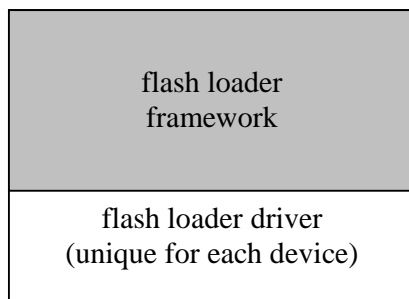 flash loader
framework
flash loader driver
(unique for each device)